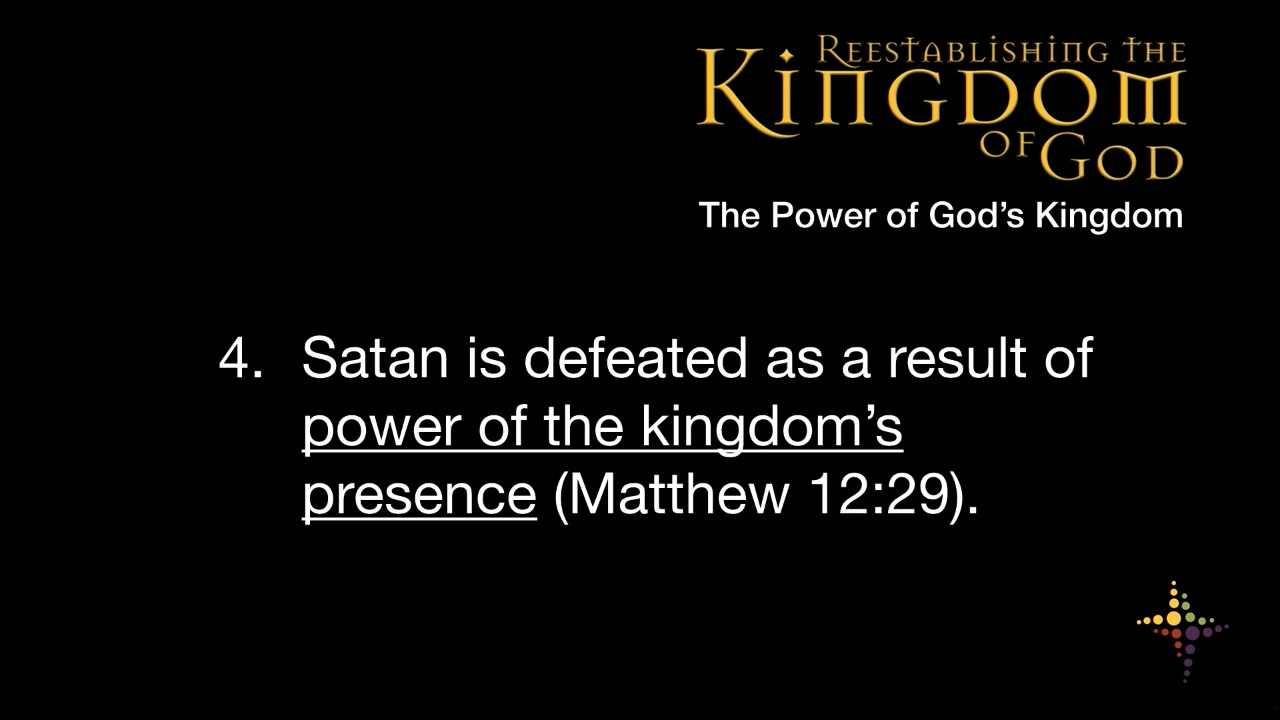 Reestablishing the
Kingdom
of God
The Power of God's Kingdom
4. Satan is defeated as a result of
power of the kingdom's
presence (Matthew 12:29).